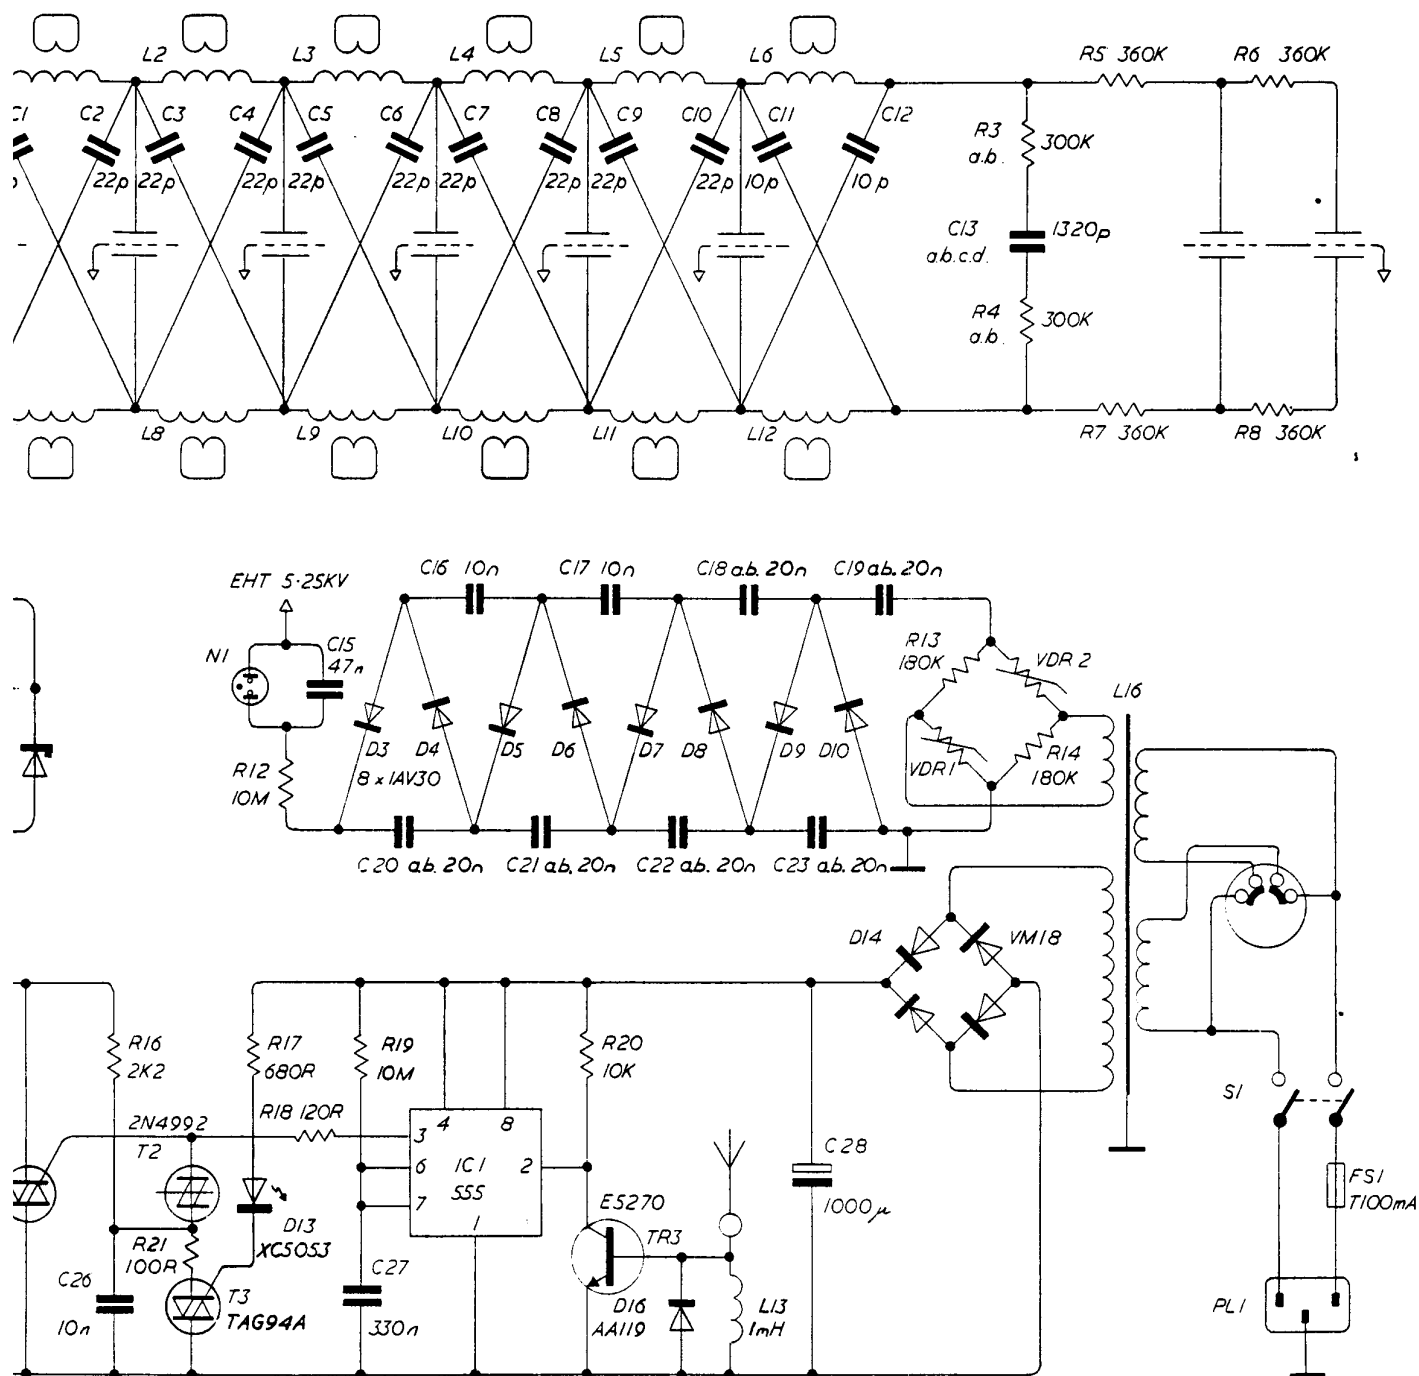 L2 L3 L4 L5 L6 R5 360K R6 360K
C2 C3 C4 C5 C6 C7 C8 C9 C10 C11 C12
22p 22p 22p 22p 22p 22p 22p 22p 22p 10p 10p
R3 a.b. 300K
C13 a.b.c.d. 1320p
R4 a.b. 300K
L8 L9 L10 L11 L12 R7 360K R8 360K
EHT 5·25KV
C16 10n C17 10n C18 a.b. 20n C19 a.b. 20n
N1
C15 47n
R13 180K
VDR 2
L16
D3 D4 D5 D6 D7 D8 D9 D10
8 x 1AV30
R12 10M
VDR1
R14 180K
C20 a.b. 20n C21 a.b. 20n C22 a.b. 20n C23 a.b. 20n
D14 VM18
R16 2K2
R17 680R
R19 10M
R20 10K
R18 120R
2N4992
T2
4 8
3
6
7
IC1
555
2
1
C28 1000µ
S1
FS1
T100mA
E5270
TR3
D13
XC5053
R21 100R
C26 10n
T3
TAG94A
C27 330n
D16
AA119
L13
1mH
PL1